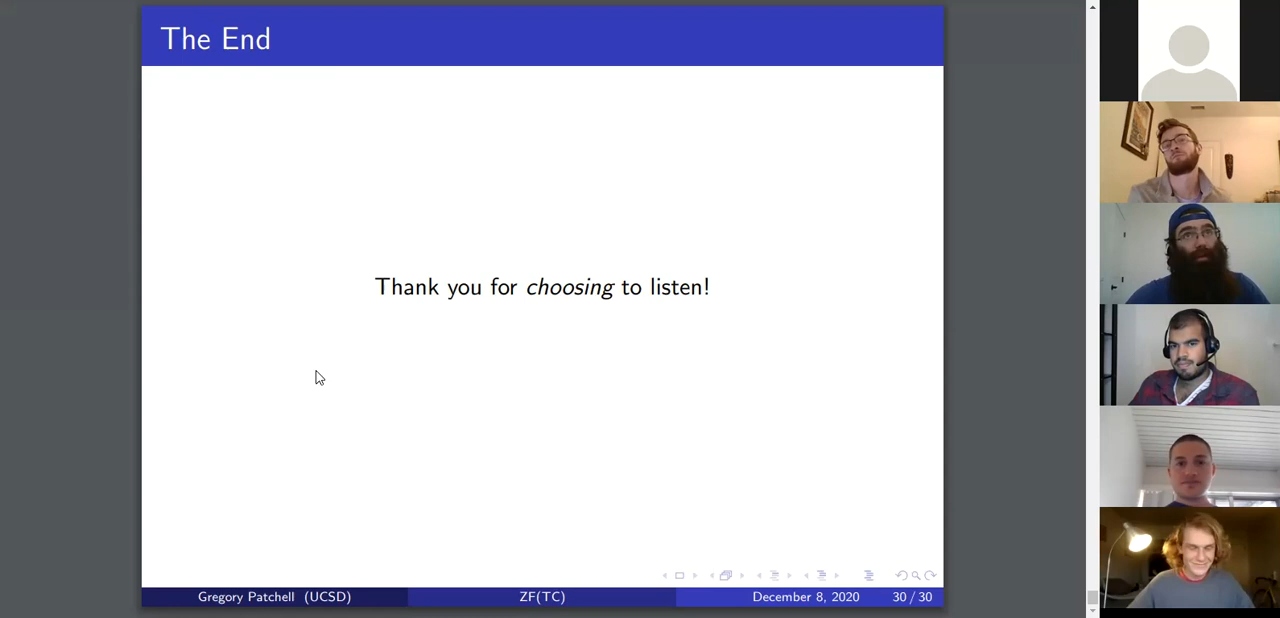 The End
Thank you for choosing to listen!
Gregory Patchell (UCSD) ZF(TC) December 8, 2020 30 / 30